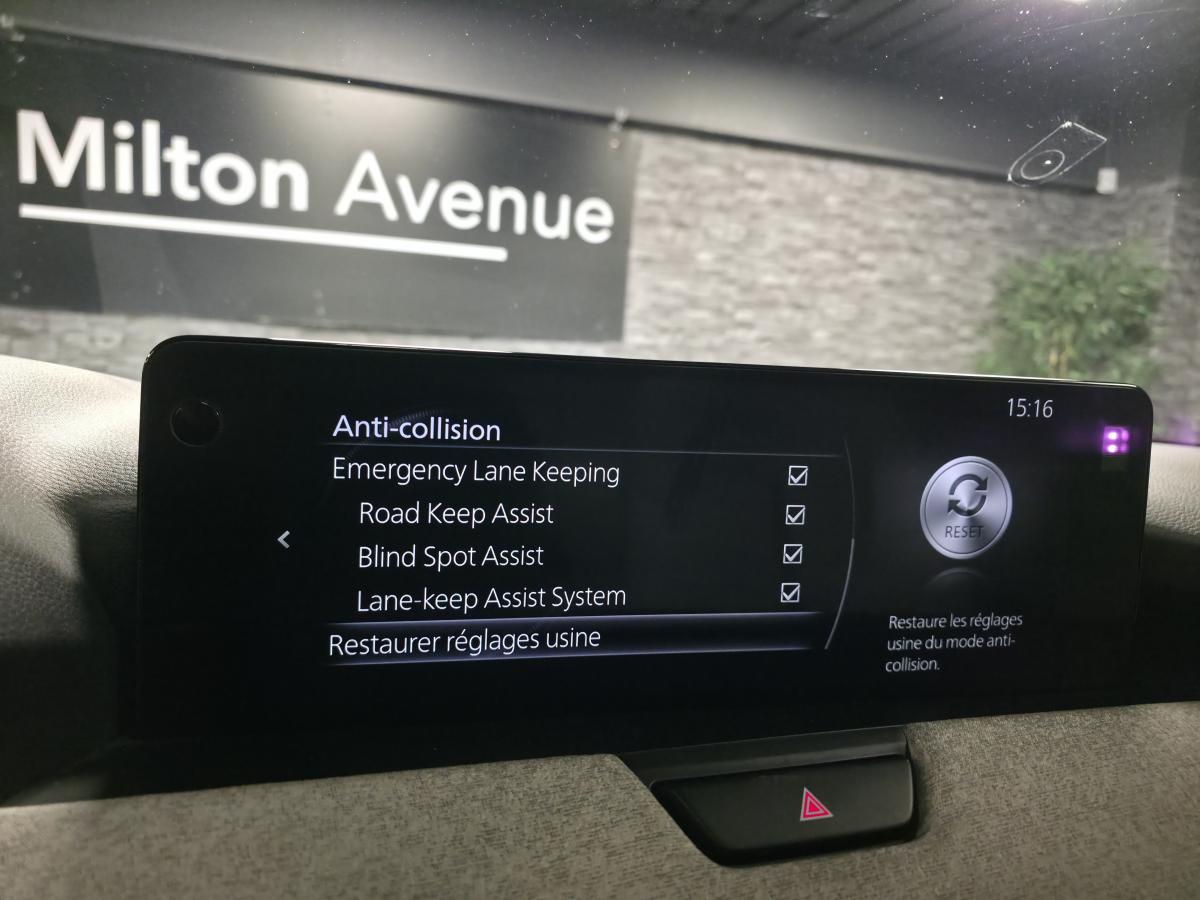 Milton Avenue
15:16
Anti-collision
Emergency Lane Keeping
Road Keep Assist
Blind Spot Assist
Lane-keep Assist System
Restaurer réglages usine
RESET
Restaure les réglages
usine du mode anti-
collision.